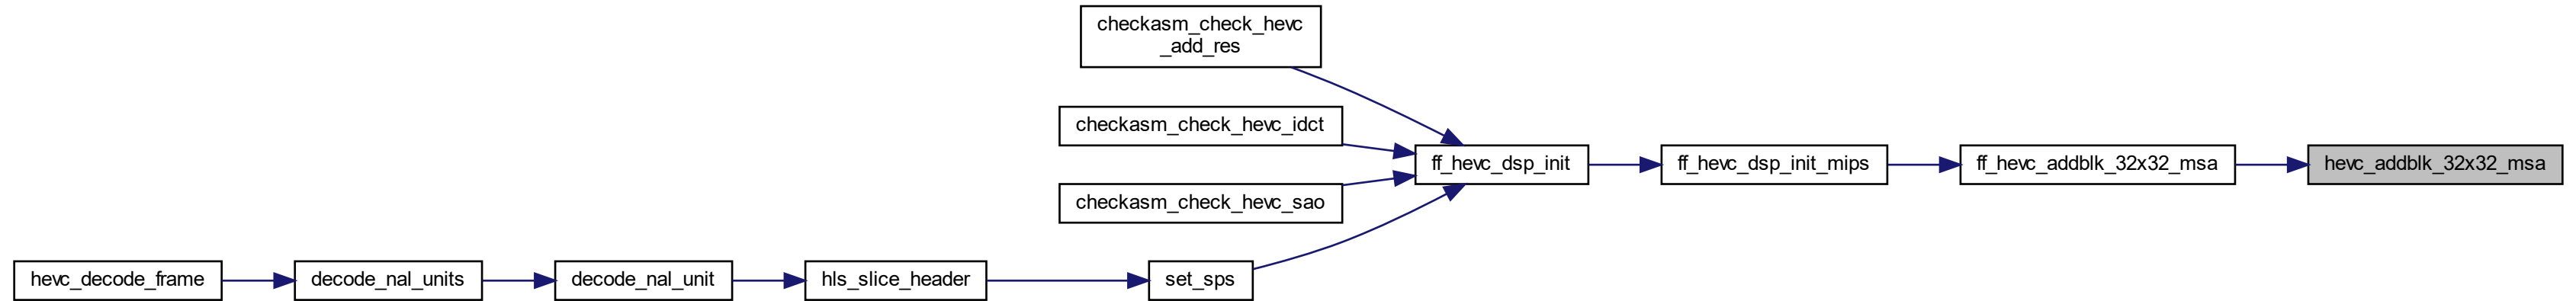 checkasm_check_hevc
_add_res
checkasm_check_hevc_idct
checkasm_check_hevc_sao
ff_hevc_dsp_init
ff_hevc_dsp_init_mips
ff_hevc_addblk_32x32_msa
hevc_addblk_32x32_msa
hevc_decode_frame
decode_nal_units
decode_nal_unit
hls_slice_header
set_sps